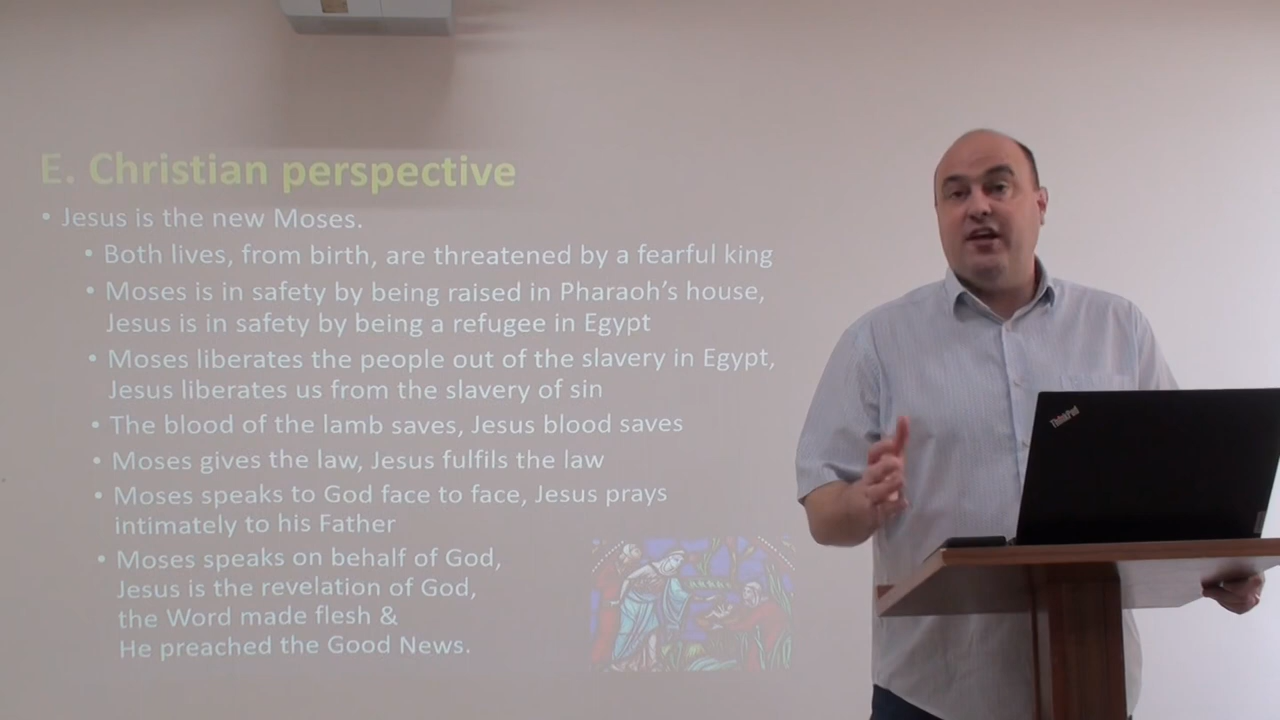 E. Christian perspective
• Jesus is the new Moses.
• Both lives, from birth, are threatened by a fearful king
• Moses is in safety by being raised in Pharaoh's house,
Jesus is in safety by being a refugee in Egypt
• Moses liberates the people out of the slavery in Egypt,
Jesus liberates us from the slavery of sin
• The blood of the lamb saves, Jesus blood saves
• Moses gives the law, Jesus fulfils the law
• Moses speaks to God face to face, Jesus prays
intimately to his Father
• Moses speaks on behalf of God,
Jesus is the revelation of God,
the Word made flesh &
He preached the Good News.
ThinkPad